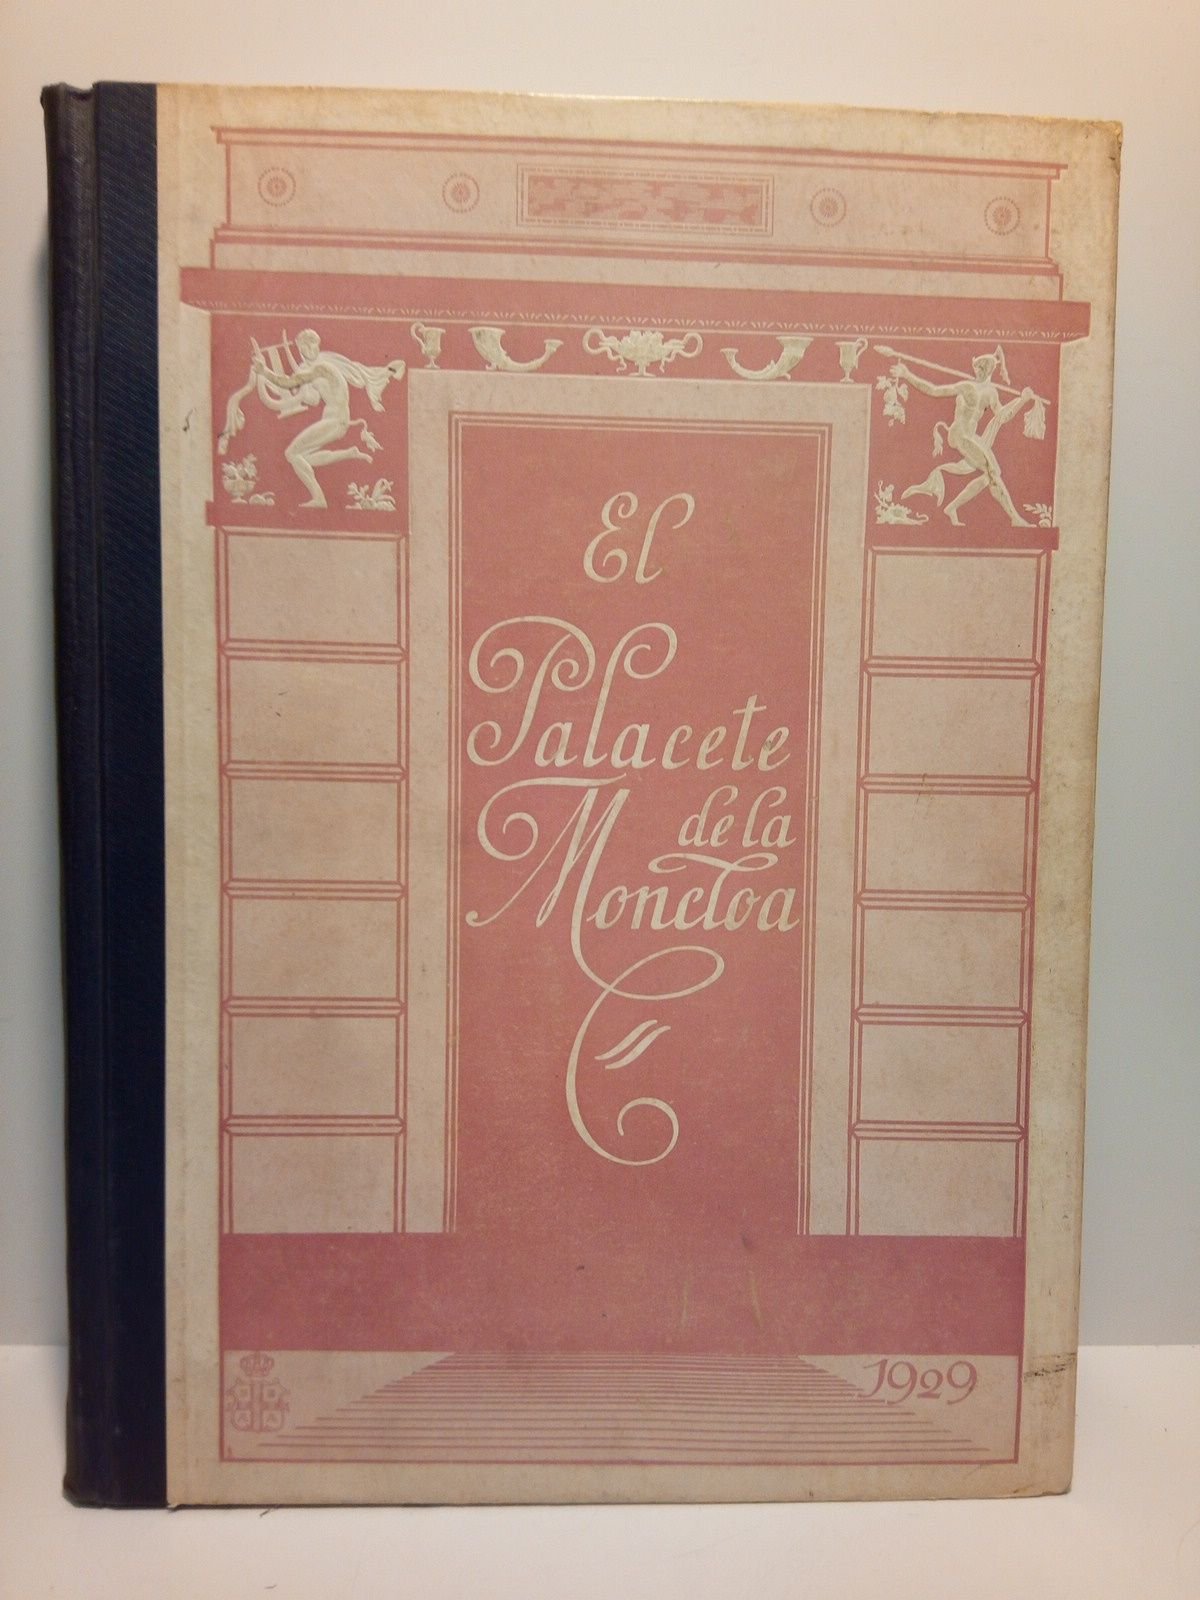 El
Palacete
de la
Moncloa
1929